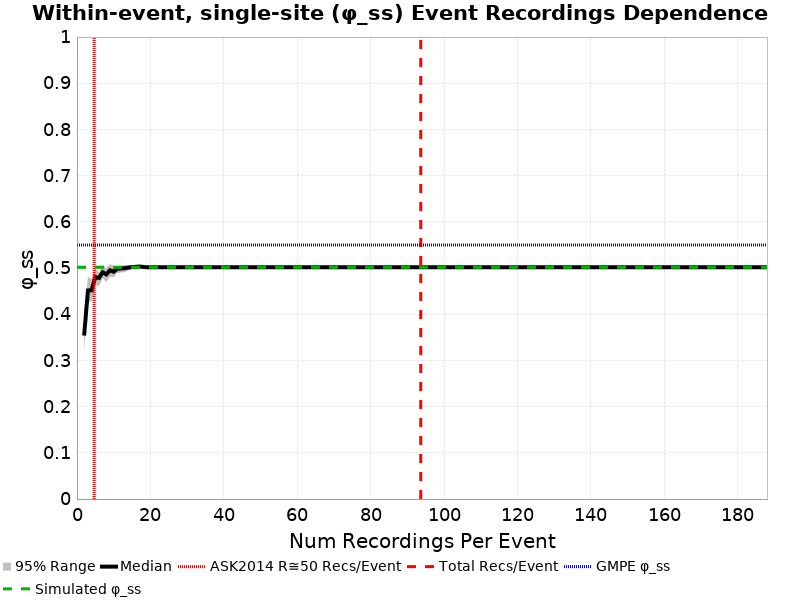 Within-event, single-site (φ_ss) Event Recordings Dependence
1
0.9
0.8
0.7
0.6
0.5
0.4
0.3
0.2
0.1
0
φ_ss
0 20 40 60 80 100 120 140 160 180
Num Recordings Per Event
95% Range Median ASK2014 R≅50 Recs/Event Total Recs/Event GMPE φ_ss
Simulated φ_ss